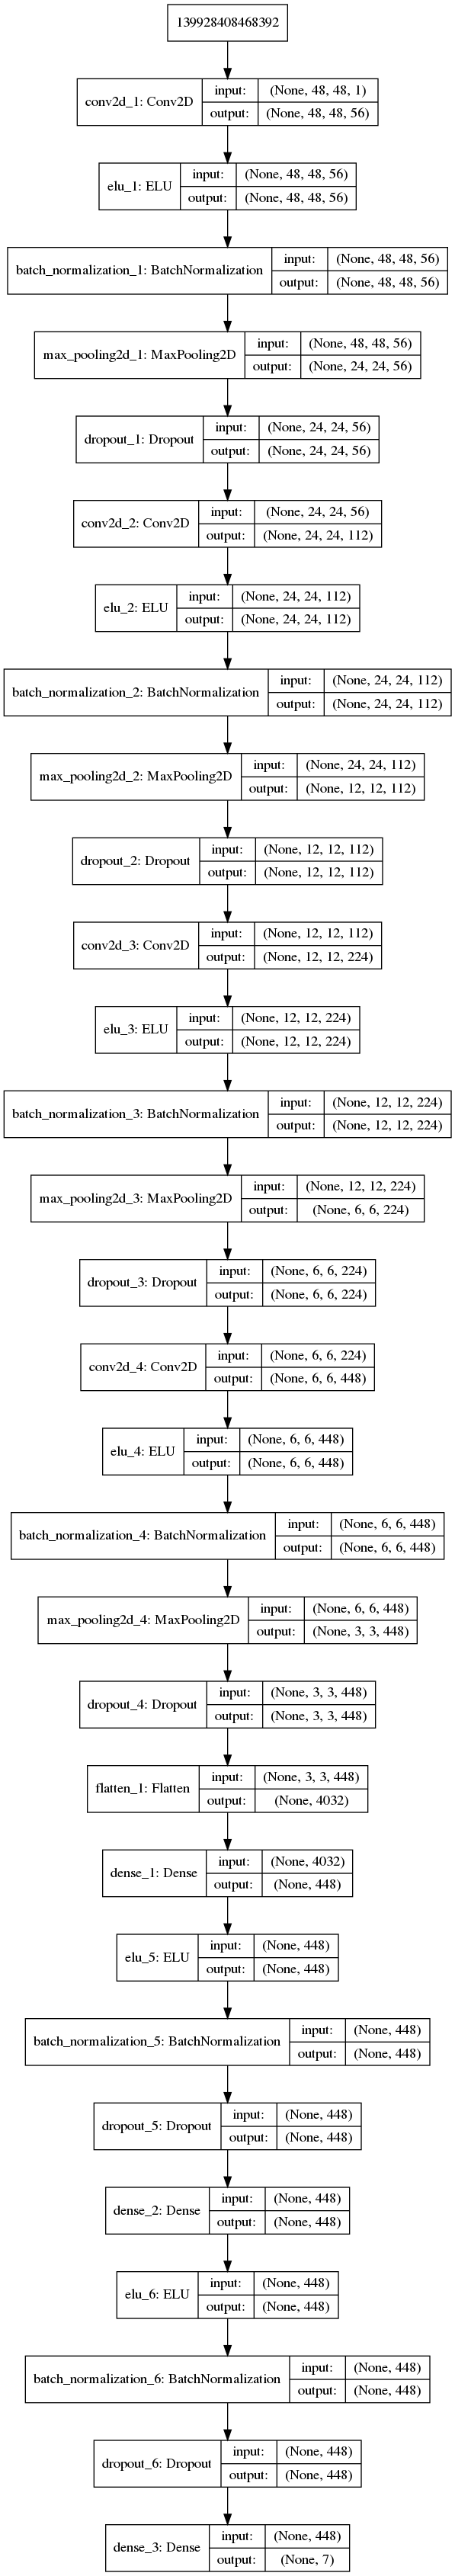 139928408468392
conv2d_1: Conv2D
input: (None, 48, 48, 1)
output: (None, 48, 48, 56)
elu_1: ELU
input: (None, 48, 48, 56)
output: (None, 48, 48, 56)
batch_normalization_1: BatchNormalization
input: (None, 48, 48, 56)
output: (None, 48, 48, 56)
max_pooling2d_1: MaxPooling2D
input: (None, 48, 48, 56)
output: (None, 24, 24, 56)
dropout_1: Dropout
input: (None, 24, 24, 56)
output: (None, 24, 24, 56)
conv2d_2: Conv2D
input: (None, 24, 24, 56)
output: (None, 24, 24, 112)
elu_2: ELU
input: (None, 24, 24, 112)
output: (None, 24, 24, 112)
batch_normalization_2: BatchNormalization
input: (None, 24, 24, 112)
output: (None, 24, 24, 112)
max_pooling2d_2: MaxPooling2D
input: (None, 24, 24, 112)
output: (None, 12, 12, 112)
dropout_2: Dropout
input: (None, 12, 12, 112)
output: (None, 12, 12, 112)
conv2d_3: Conv2D
input: (None, 12, 12, 112)
output: (None, 12, 12, 224)
elu_3: ELU
input: (None, 12, 12, 224)
output: (None, 12, 12, 224)
batch_normalization_3: BatchNormalization
input: (None, 12, 12, 224)
output: (None, 12, 12, 224)
max_pooling2d_3: MaxPooling2D
input: (None, 12, 12, 224)
output: (None, 6, 6, 224)
dropout_3: Dropout
input: (None, 6, 6, 224)
output: (None, 6, 6, 224)
conv2d_4: Conv2D
input: (None, 6, 6, 224)
output: (None, 6, 6, 448)
elu_4: ELU
input: (None, 6, 6, 448)
output: (None, 6, 6, 448)
batch_normalization_4: BatchNormalization
input: (None, 6, 6, 448)
output: (None, 6, 6, 448)
max_pooling2d_4: MaxPooling2D
input: (None, 6, 6, 448)
output: (None, 3, 3, 448)
dropout_4: Dropout
input: (None, 3, 3, 448)
output: (None, 3, 3, 448)
flatten_1: Flatten
input: (None, 3, 3, 448)
output: (None, 4032)
dense_1: Dense
input: (None, 4032)
output: (None, 448)
elu_5: ELU
input: (None, 448)
output: (None, 448)
batch_normalization_5: BatchNormalization
input: (None, 448)
output: (None, 448)
dropout_5: Dropout
input: (None, 448)
output: (None, 448)
dense_2: Dense
input: (None, 448)
output: (None, 448)
elu_6: ELU
input: (None, 448)
output: (None, 448)
batch_normalization_6: BatchNormalization
input: (None, 448)
output: (None, 448)
dropout_6: Dropout
input: (None, 448)
output: (None, 448)
dense_3: Dense
input: (None, 448)
output: (None, 7)